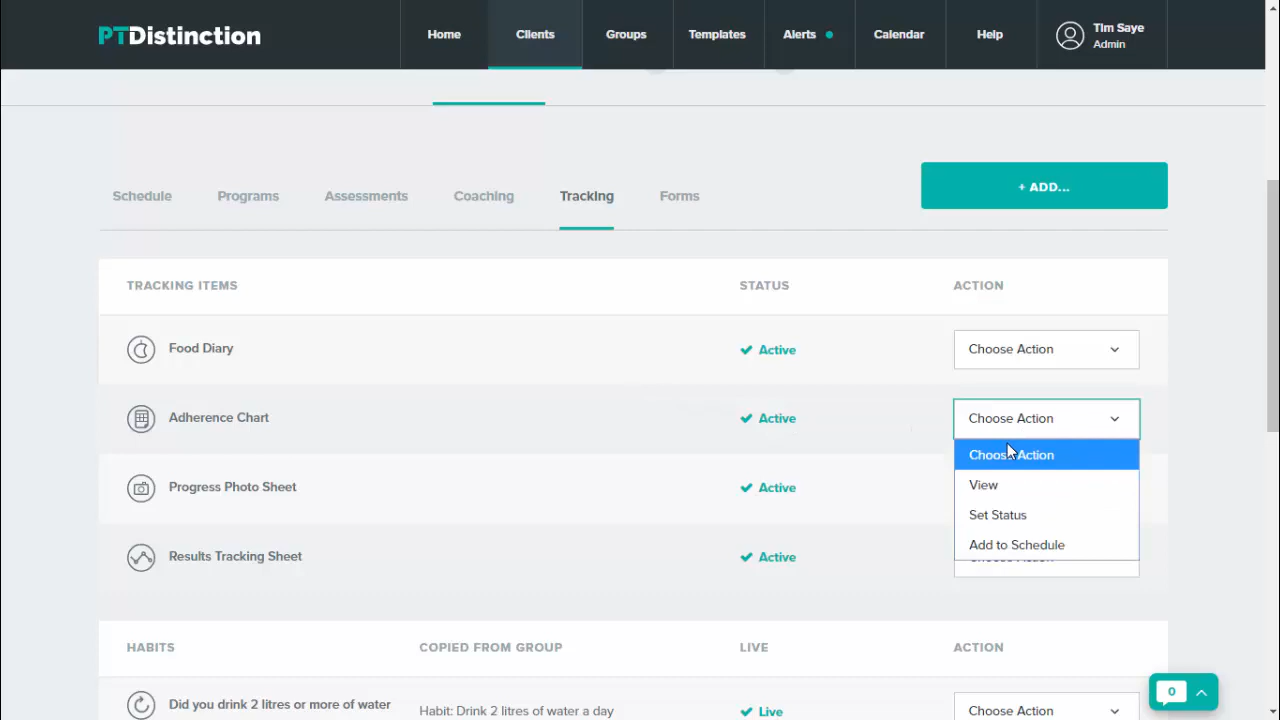 PTDistinction
Home
Clients
Groups
Templates
Alerts
Calendar
Help
Tim Saye
Admin
Schedule
Programs
Assessments
Coaching
Tracking
Forms
+ ADD...
TRACKING ITEMS
STATUS
ACTION
Food Diary
Active
Choose Action
Adherence Chart
Active
Choose Action
Choose Action
View
Set Status
Add to Schedule
Progress Photo Sheet
Active
Results Tracking Sheet
Active
Choose Action
HABITS
COPIED FROM GROUP
LIVE
ACTION
Did you drink 2 litres or more of water
Habit: Drink 2 litres of water a day
Live
Choose Action
0